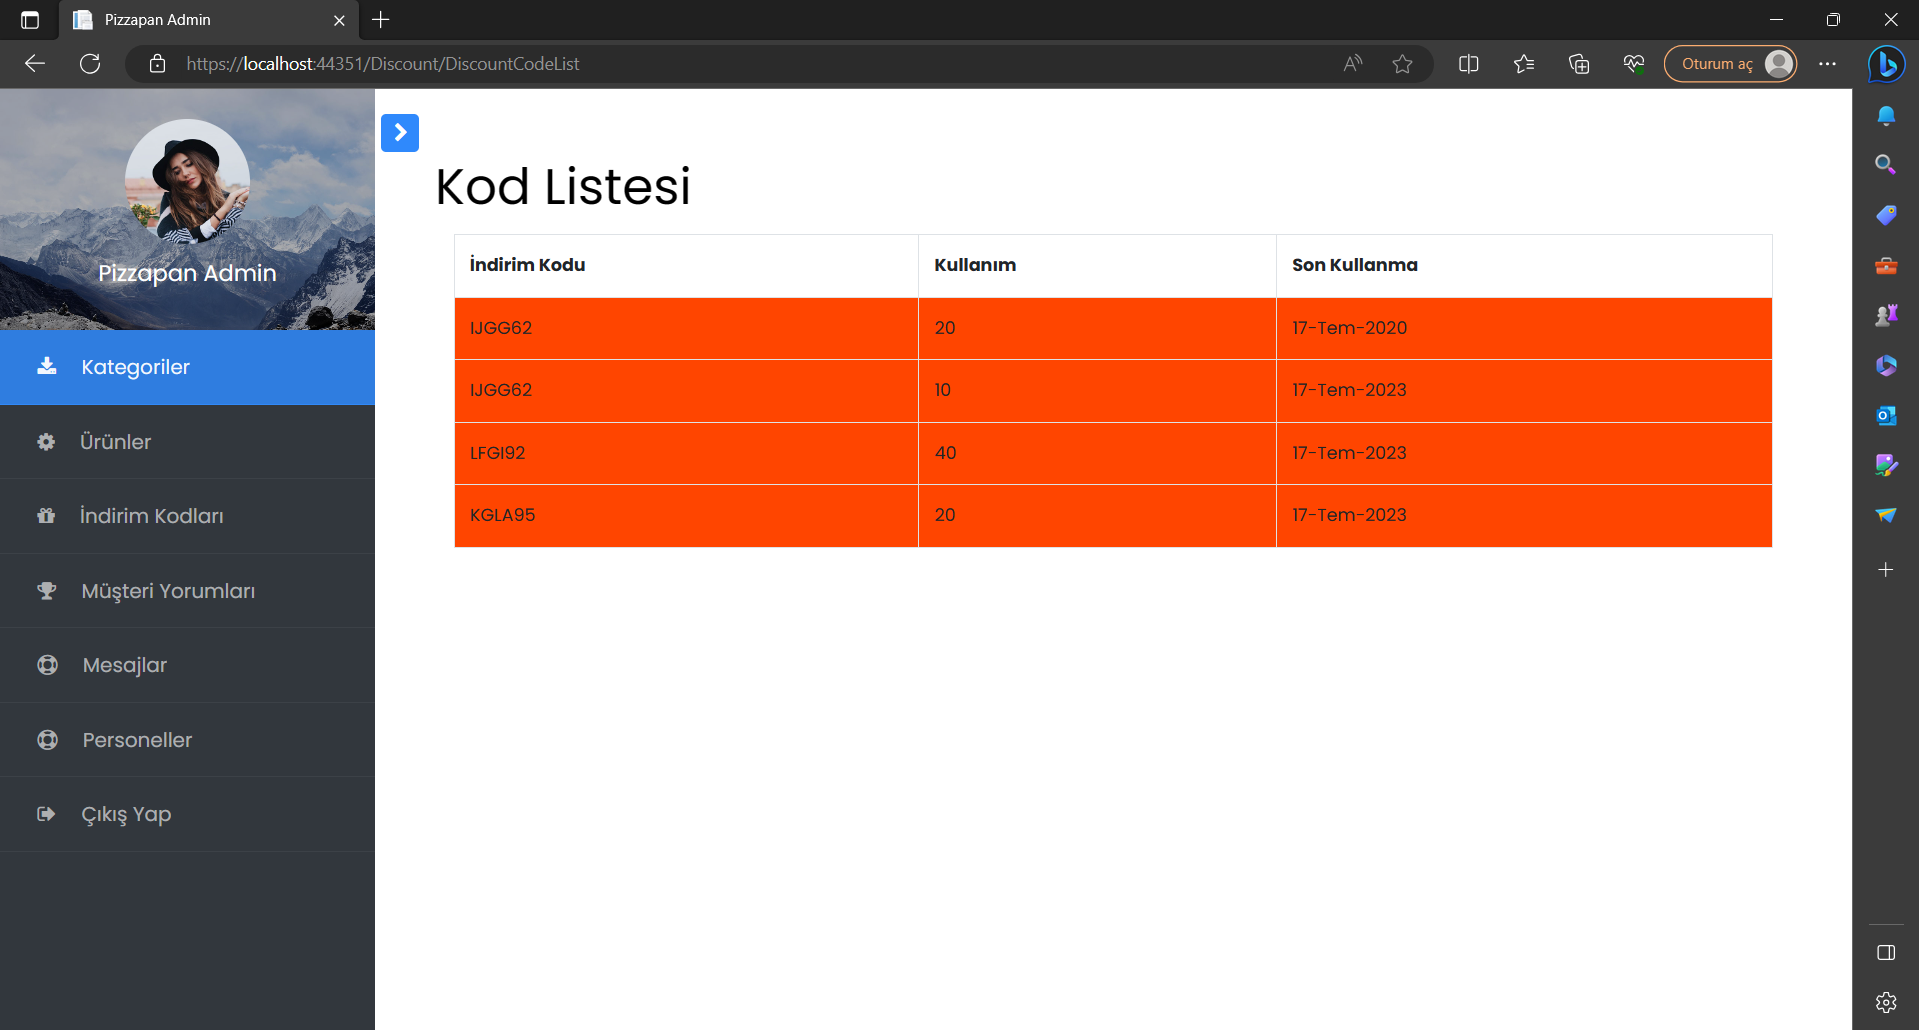 Pizzapan Admin
https://localhost:44351/Discount/DiscountCodeList
Oturum aç
Pizzapan Admin
Kategoriler
Ürünler
İndirim Kodları
Müşteri Yorumları
Mesajlar
Personeller
Çıkış Yap
Kod Listesi
İndirim Kodu Kullanım Son Kullanma
IJGG62 20 17-Tem-2020
IJGG62 10 17-Tem-2023
LFGI92 40 17-Tem-2023
KGLA95 20 17-Tem-2023